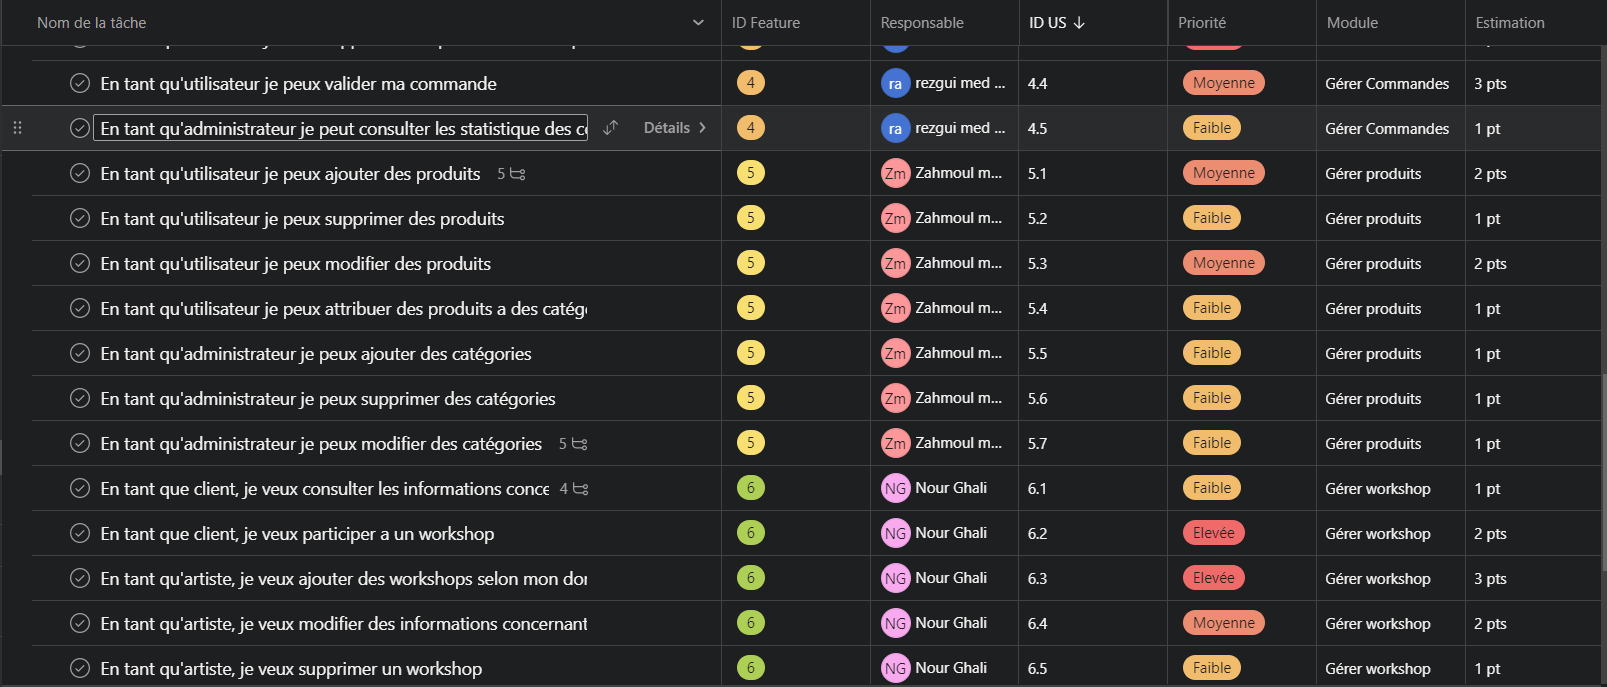 Nom de la tâche ID Feature Responsable ID US ↓ Priorité Module Estimation
En tant qu'utilisateur je peux valider ma commande 4 ra rezgui med ... 4.4 Moyenne Gérer Commandes 3 pts
En tant qu'administrateur je peut consulter les statistique des c Détails > 4 ra rezgui med ... 4.5 Faible Gérer Commandes 1 pt
En tant qu'utilisateur je peux ajouter des produits 5 5 Zm Zahmoul m... 5.1 Moyenne Gérer produits 2 pts
En tant qu'utilisateur je peux supprimer des produits 5 Zm Zahmoul m... 5.2 Faible Gérer produits 1 pt
En tant qu'utilisateur je peux modifier des produits 5 Zm Zahmoul m... 5.3 Moyenne Gérer produits 2 pts
En tant qu'utilisateur je peux attribuer des produits a des catég 5 Zm Zahmoul m... 5.4 Faible Gérer produits 1 pt
En tant qu'administrateur je peux ajouter des catégories 5 Zm Zahmoul m... 5.5 Faible Gérer produits 1 pt
En tant qu'administrateur je peux supprimer des catégories 5 Zm Zahmoul m... 5.6 Faible Gérer produits 1 pt
En tant qu'administrateur je peux modifier des catégories 5 5 Zm Zahmoul m... 5.7 Faible Gérer produits 1 pt
En tant que client, je veux consulter les informations conce 4 6 NG Nour Ghali 6.1 Faible Gérer workshop 1 pt
En tant que client, je veux participer a un workshop 6 NG Nour Ghali 6.2 Elevée Gérer workshop 2 pts
En tant qu'artiste, je veux ajouter des workshops selon mon do 6 NG Nour Ghali 6.3 Elevée Gérer workshop 3 pts
En tant qu'artiste, je veux modifier des informations concernant 6 NG Nour Ghali 6.4 Moyenne Gérer workshop 2 pts
En tant qu'artiste, je veux supprimer un workshop 6 NG Nour Ghali 6.5 Faible Gérer workshop 1 pt